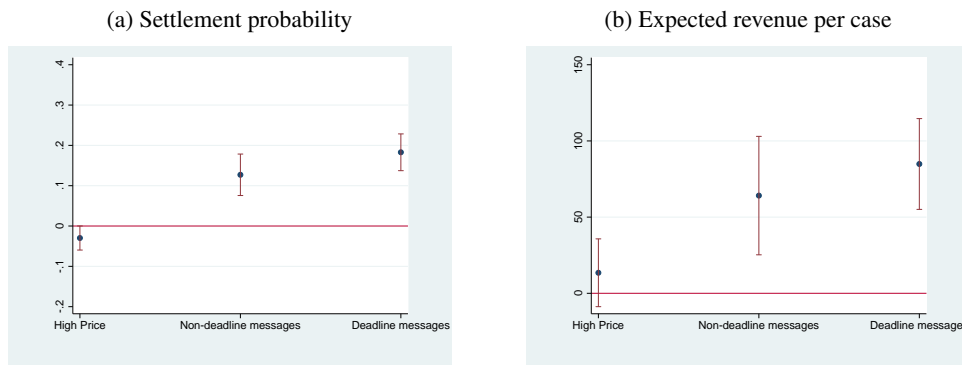 (a) Settlement probability
.4
.3
.2
.1
0
-.1
-.2
High Price Non-deadline messages Deadline messages
(b) Expected revenue per case
150
100
50
0
High Price Non-deadline messages Deadline message